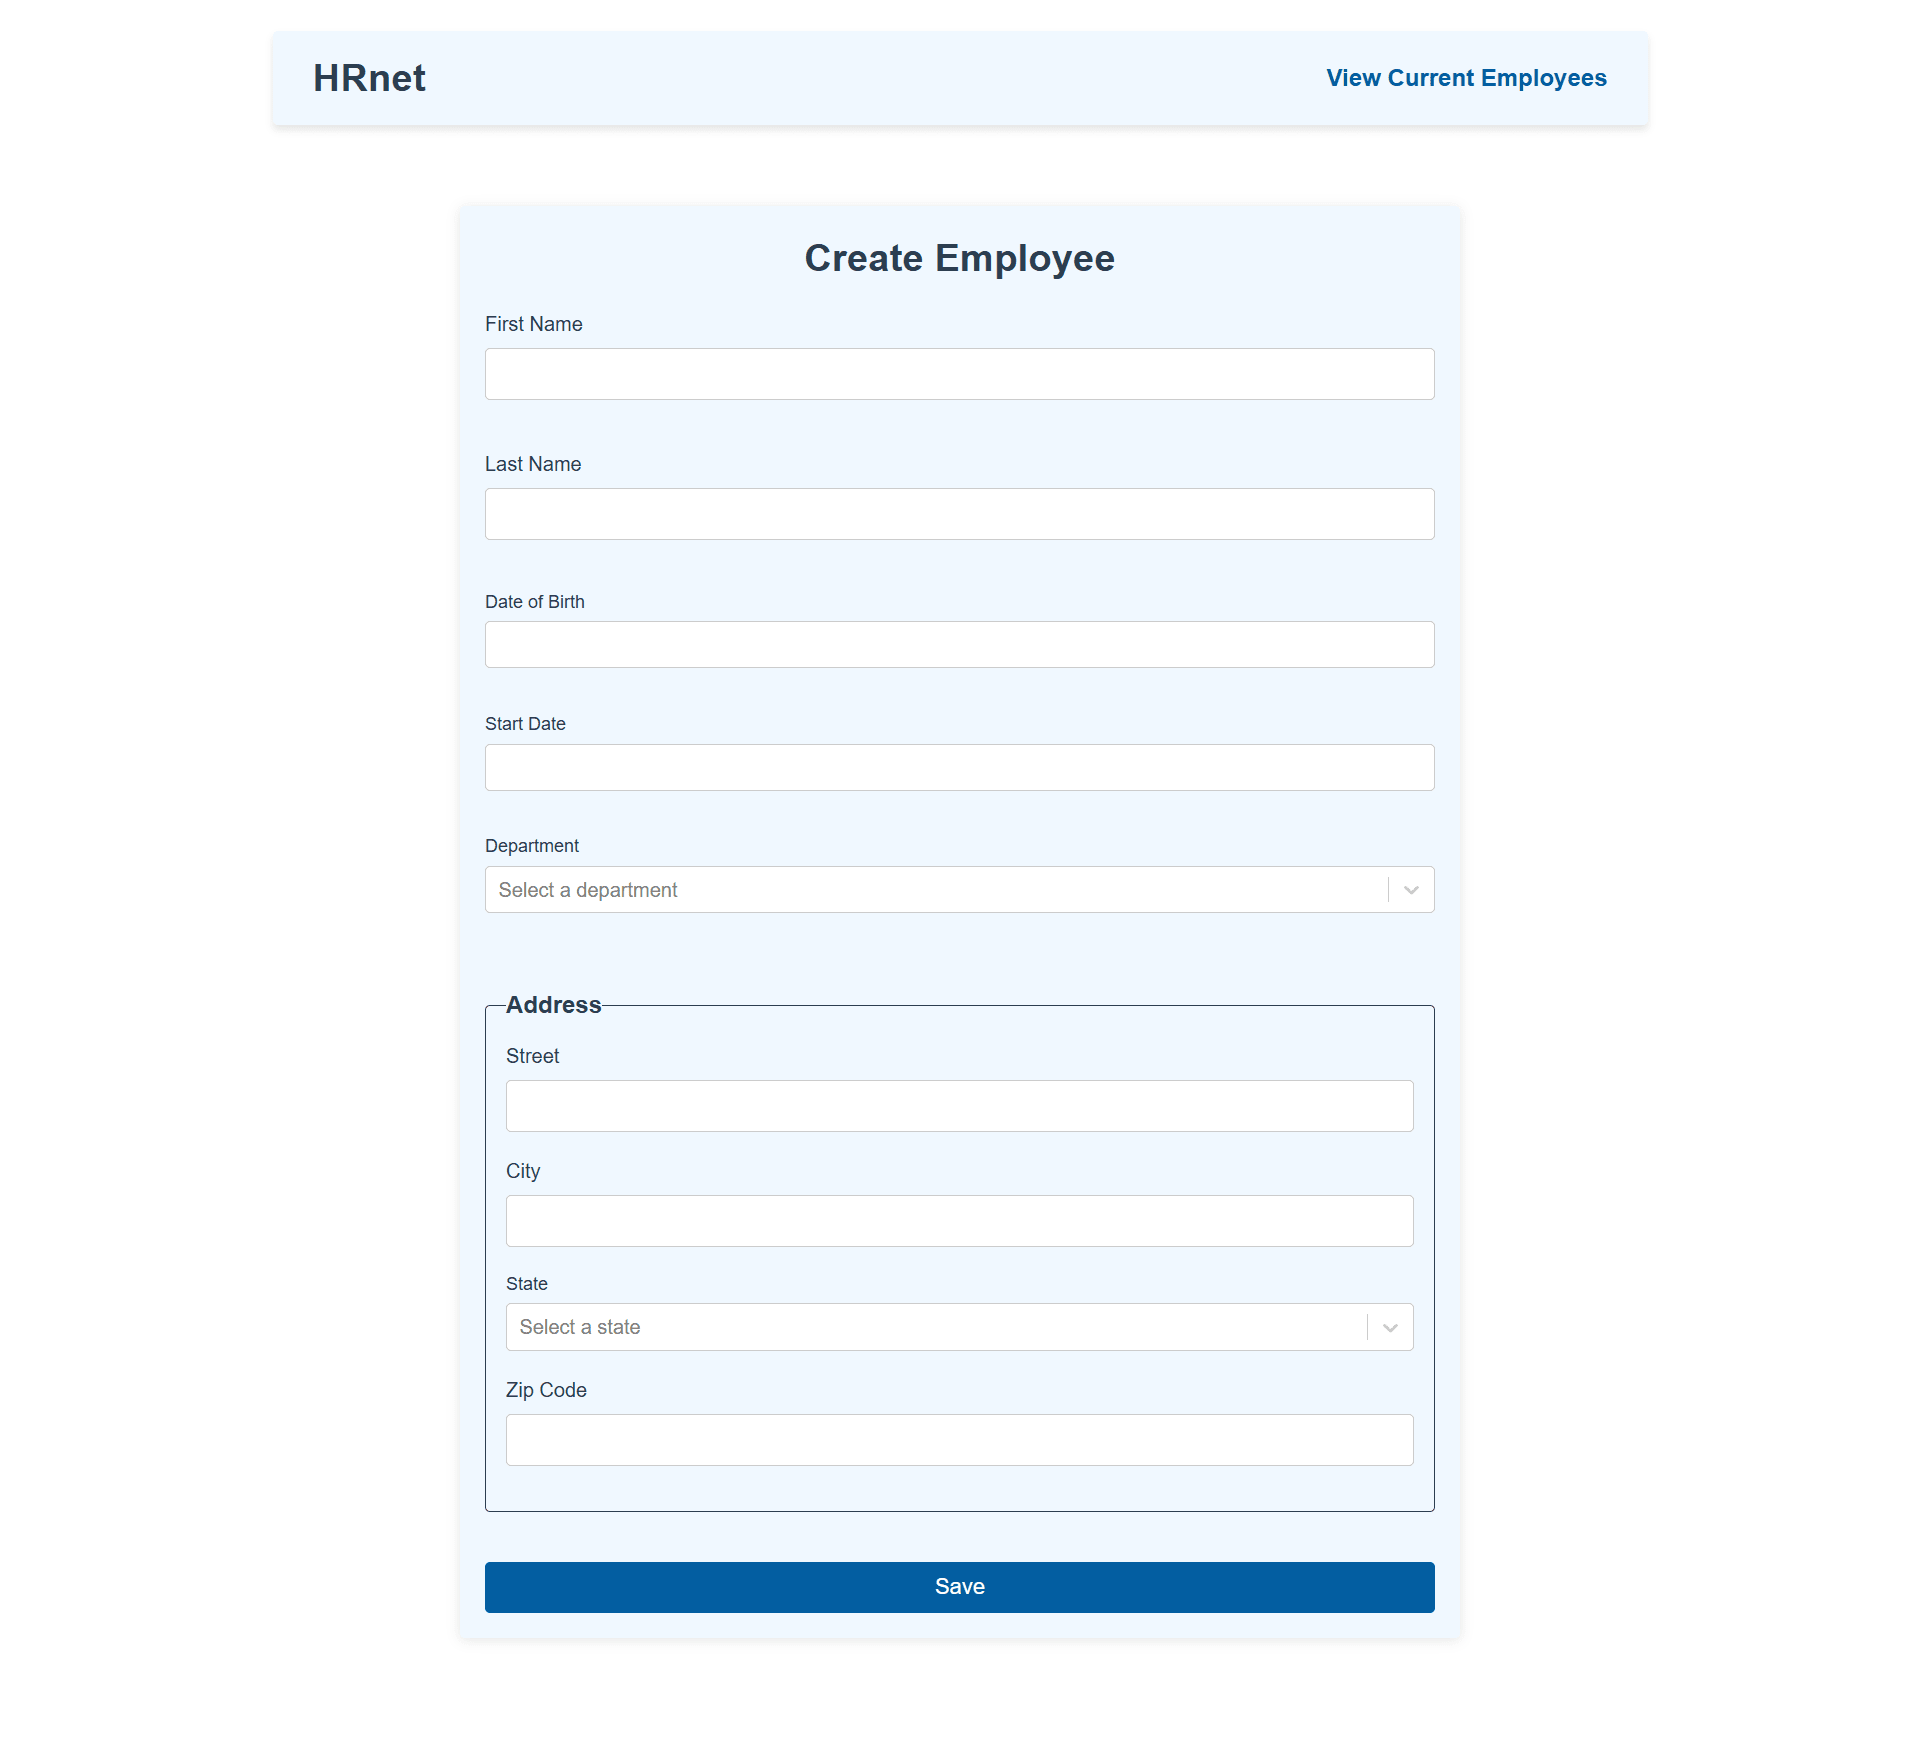 HRnet
View Current Employees
Create Employee
First Name
Last Name
Date of Birth
Start Date
Department
Select a department
Address
Street
City
State
Select a state
Zip Code
Save